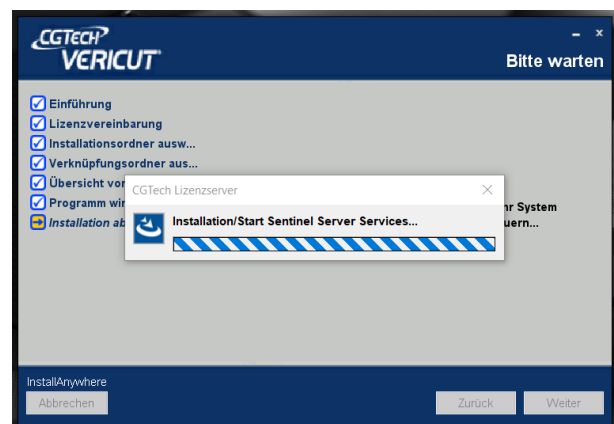 CGTECH
VERICUT
Bitte warten
Einführung
Lizenzvereinbarung
Installationsordner ausw...
Verknüpfungsordner aus...
Übersicht vor
Programm wir
Installation ab
CGTech Lizenzserver
Installation/Start Sentinel Server Services...
hr System
uern...
InstallAnywhere
Abbrechen
Zurück
Weiter